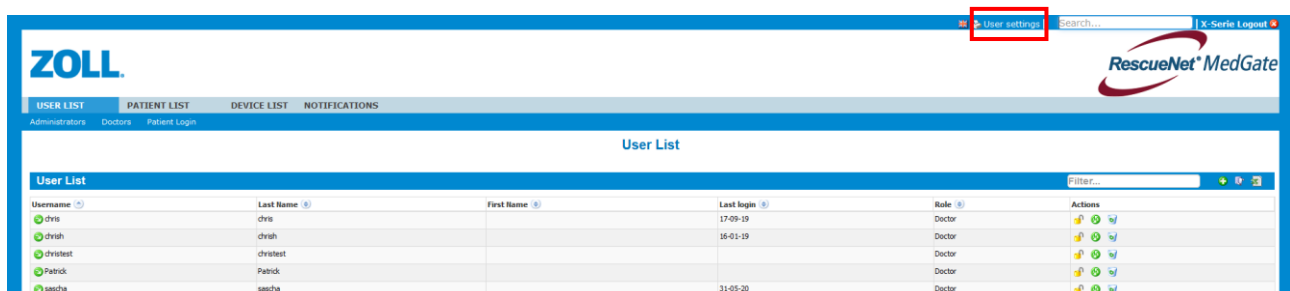 User settings | Search... | X-Serie Logout
ZOLL.
RescueNet® MedGate
USER LIST PATIENT LIST DEVICE LIST NOTIFICATIONS
Administrators Doctors Patient Login
User List
User List Filter...
Username Last Name First Name Last login Role Actions
chris chris 17-09-19 Doctor
chrish chrish 16-01-19 Doctor
christest christest Doctor
Patrick Patrick Doctor
sascha sascha 31-05-20 Doctor